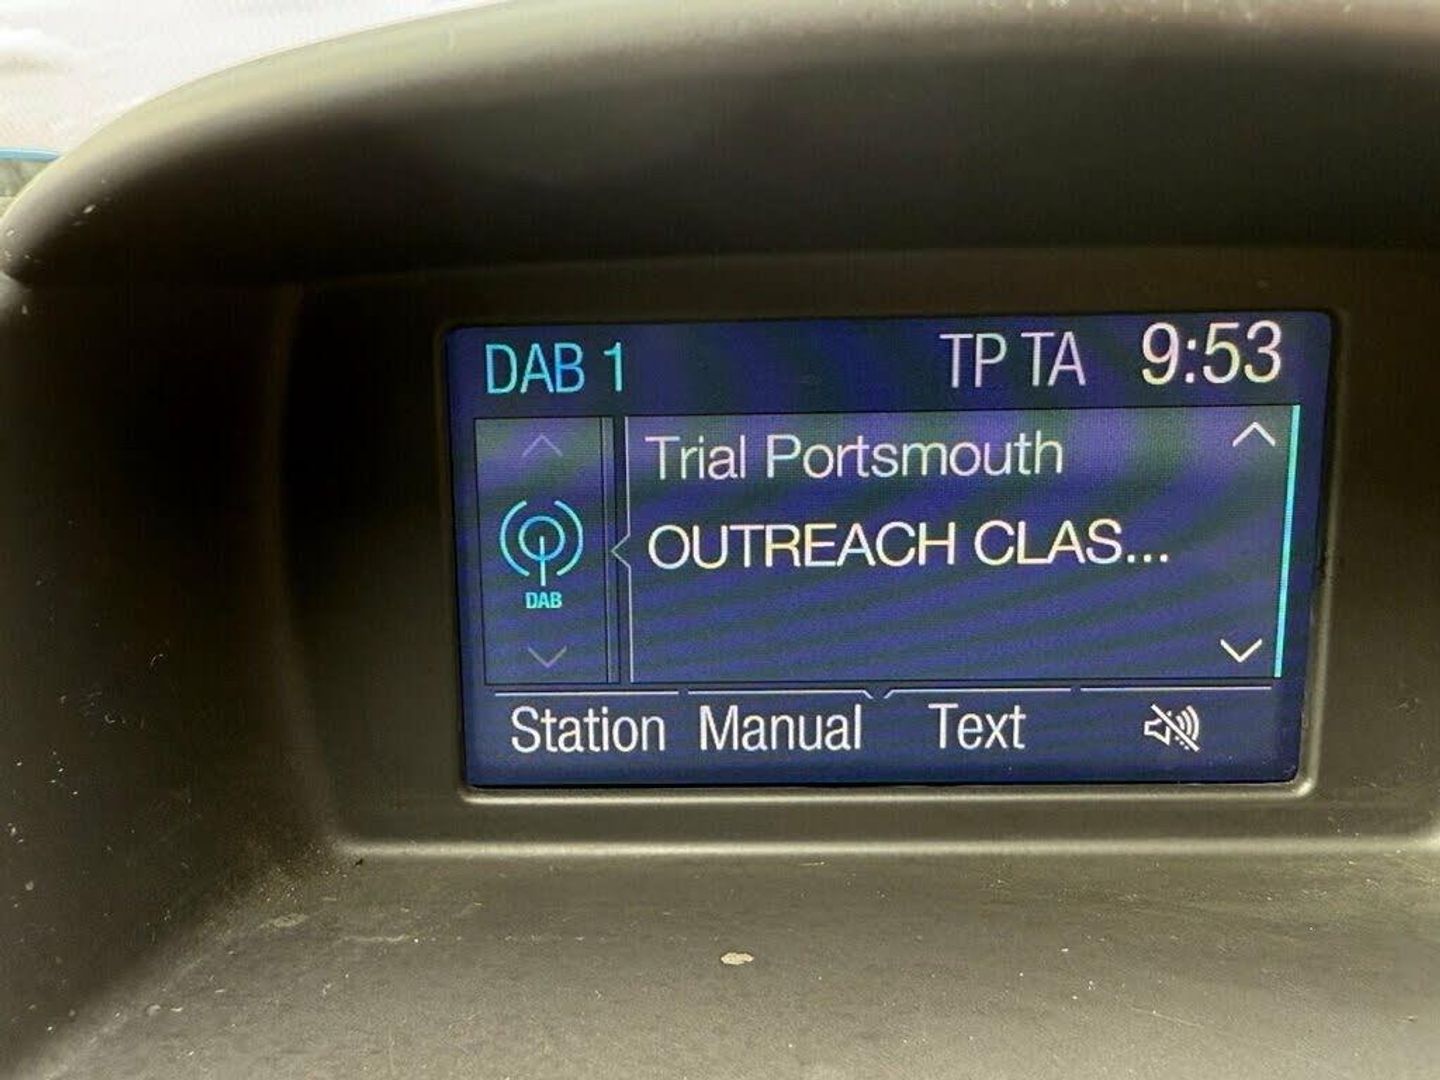 DAB 1 TP TA 9:53
Trial Portsmouth
OUTREACH CLAS...
DAB
Station Manual Text